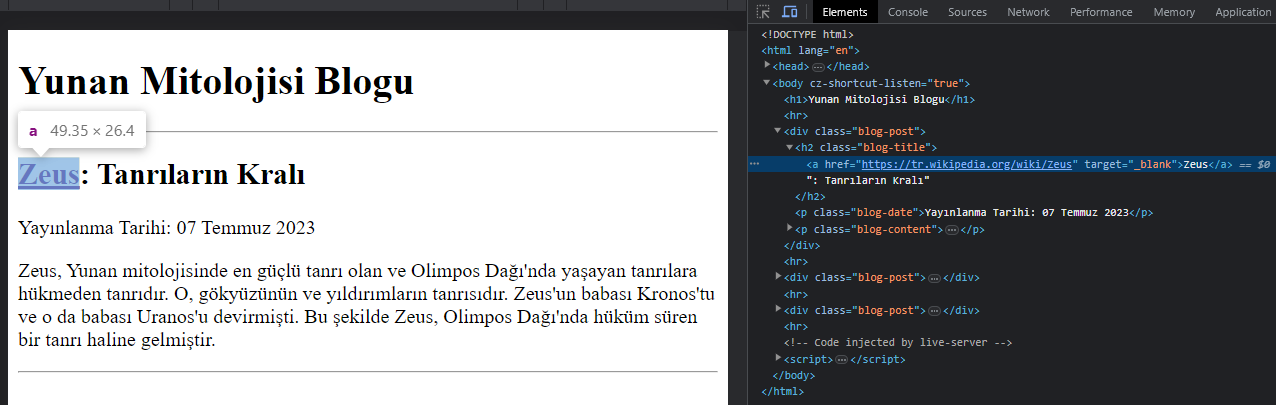 Yunan Mitolojisi Blogu
a 49.35 × 26.4
Zeus: Tanrıların Kralı
Yayınlanma Tarihi: 07 Temmuz 2023
Zeus, Yunan mitolojisinde en güçlü tanrı olan ve Olimpos Dağı'nda yaşayan tanrılara
hükmeden tanrıdır. O, gökyüzünün ve yıldırımların tanrısıdır. Zeus'un babası Kronos'tu
ve o da babası Uranos'u devirmişti. Bu şekilde Zeus, Olimpos Dağı'nda hüküm süren
bir tanrı haline gelmiştir.
Elements Console Sources Network Performance Memory Application
<!DOCTYPE html>
<html lang="en">
<head>…</head>
<body cz-shortcut-listen="true">
<h1>Yunan Mitolojisi Blogu</h1>
<hr>
<div class="blog-post">
<h2 class="blog-title">
<a href="https://tr.wikipedia.org/wiki/Zeus" target="_blank">Zeus</a> == $0
": Tanrıların Kralı"
</h2>
<p class="blog-date">Yayınlanma Tarihi: 07 Temmuz 2023</p>
<p class="blog-content">…</p>
</div>
<hr>
<div class="blog-post">…</div>
<hr>
<div class="blog-post">…</div>
<hr>
<!-- Code injected by live-server -->
<script>…</script>
</body>
</html>